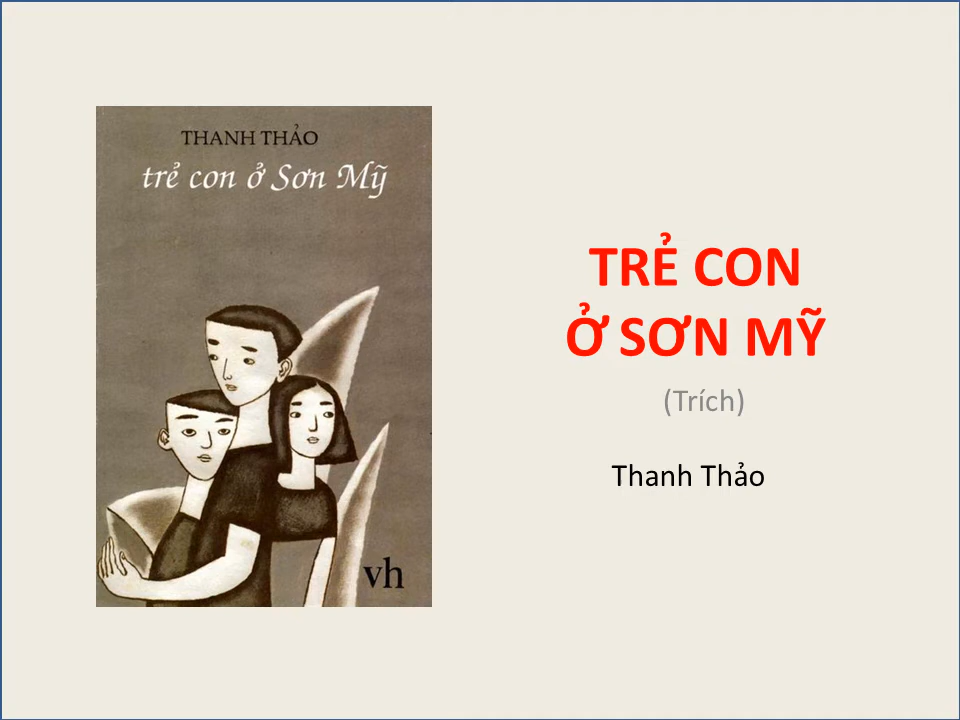 THANH THẢO
trẻ con ở Sơn Mỹ
vh
TRẺ CON
Ở SƠN MỸ
(Trích)
Thanh Thảo